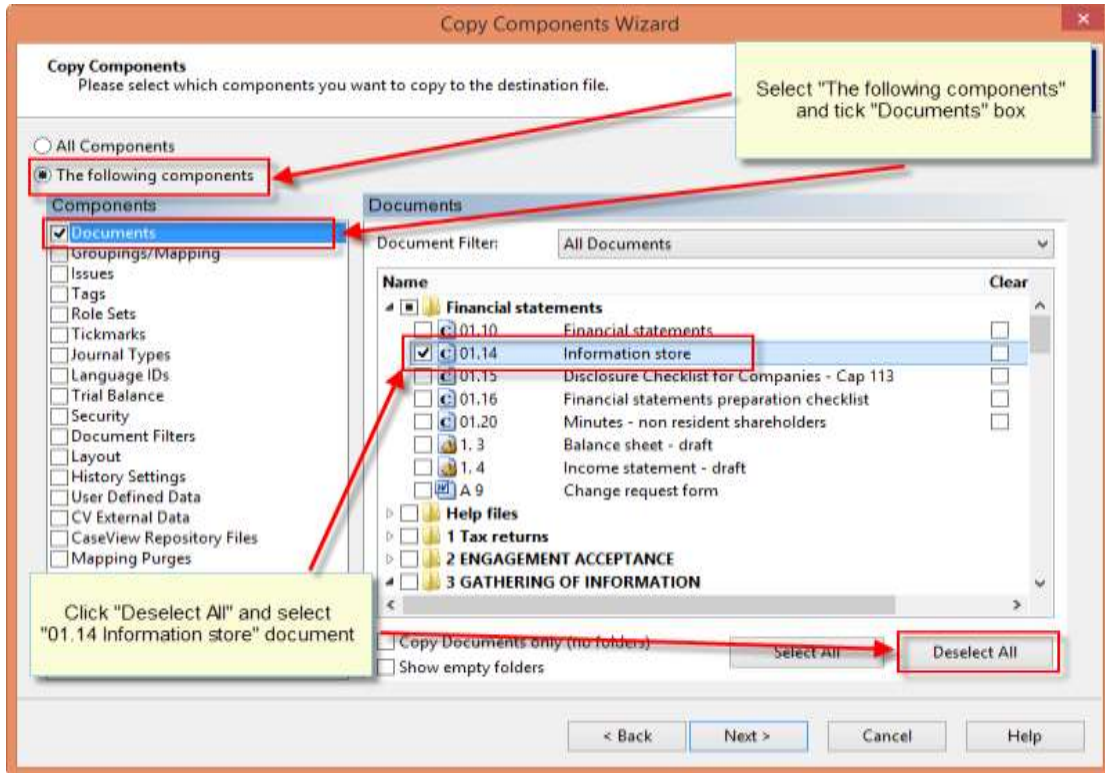 Copy Components Wizard
Copy Components
Please select which components you want to copy to the destination file.
Select "The following components"
and tick "Documents" box
All Components
The following components
Components
Documents
Groupings/Mapping
Issues
Tags
Role Sets
Tickmarks
Journal Types
Language IDs
Trial Balance
Security
Document Filters
Layout
History Settings
User Defined Data
CV External Data
CaseView Repository Files
Mapping Purges
Documents
Document Filter: All Documents
Name Clear
Financial statements
01.10 Financial statements
01.14 Information store
01.15 Disclosure Checklist for Companies - Cap 113
01.16 Financial statements preparation checklist
01.20 Minutes - non resident shareholders
1. 3 Balance sheet - draft
1. 4 Income statement - draft
A 9 Change request form
Help files
1 Tax returns
2 ENGAGEMENT ACCEPTANCE
3 GATHERING OF INFORMATION
Click "Deselect All" and select
"01.14 Information store" document
Copy Documents only (no folders)
Show empty folders
Select All Deselect All
< Back Next > Cancel Help